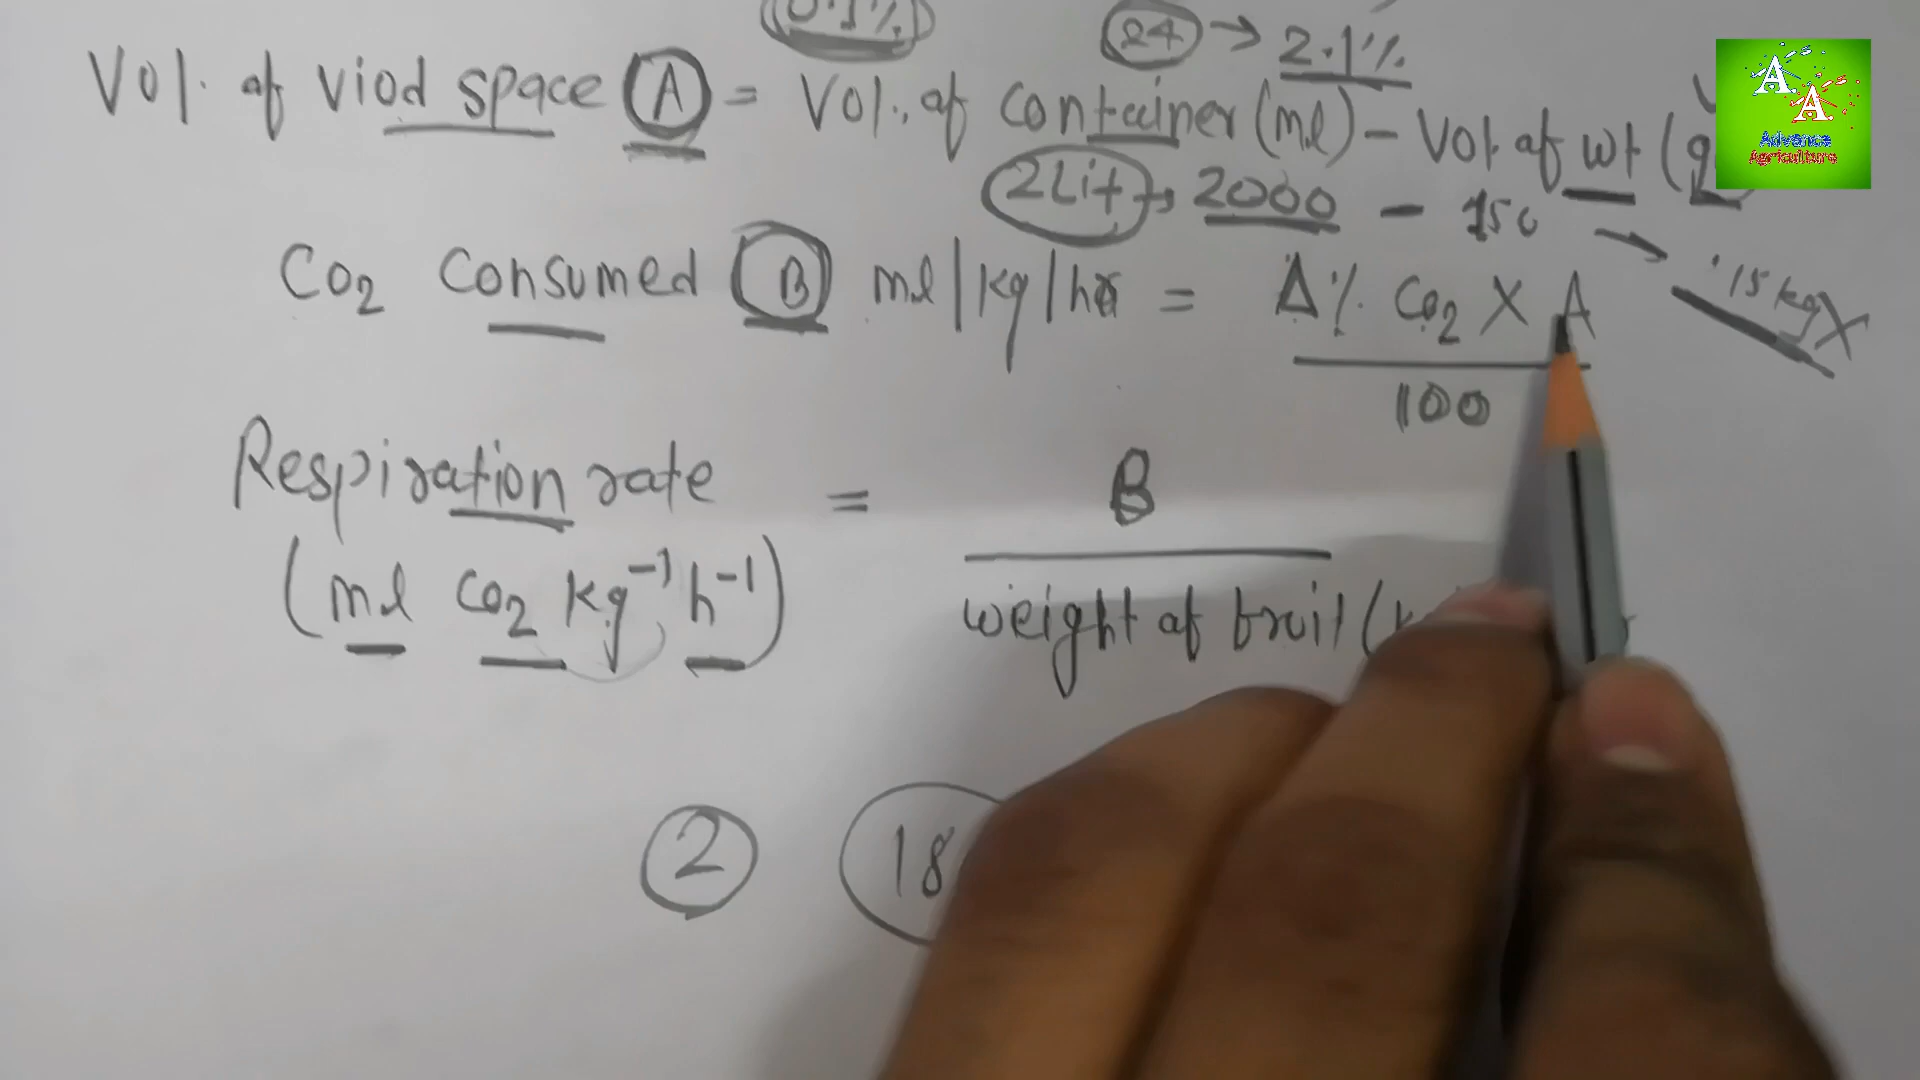 0.1%
24 → 2.1%
Vol. of Viod space (A) = Vol. of container (ml) - Vol of wt (g
2Lit → 2000 - 150
.15 kg X
CO2 Consumed (B) ml/kg/hr = Δ% CO2 X A
100
Respiration rate = B
(ml CO2 kg-1 h-1) weight of fruit (
2 18
A A
Advance
Agriculture